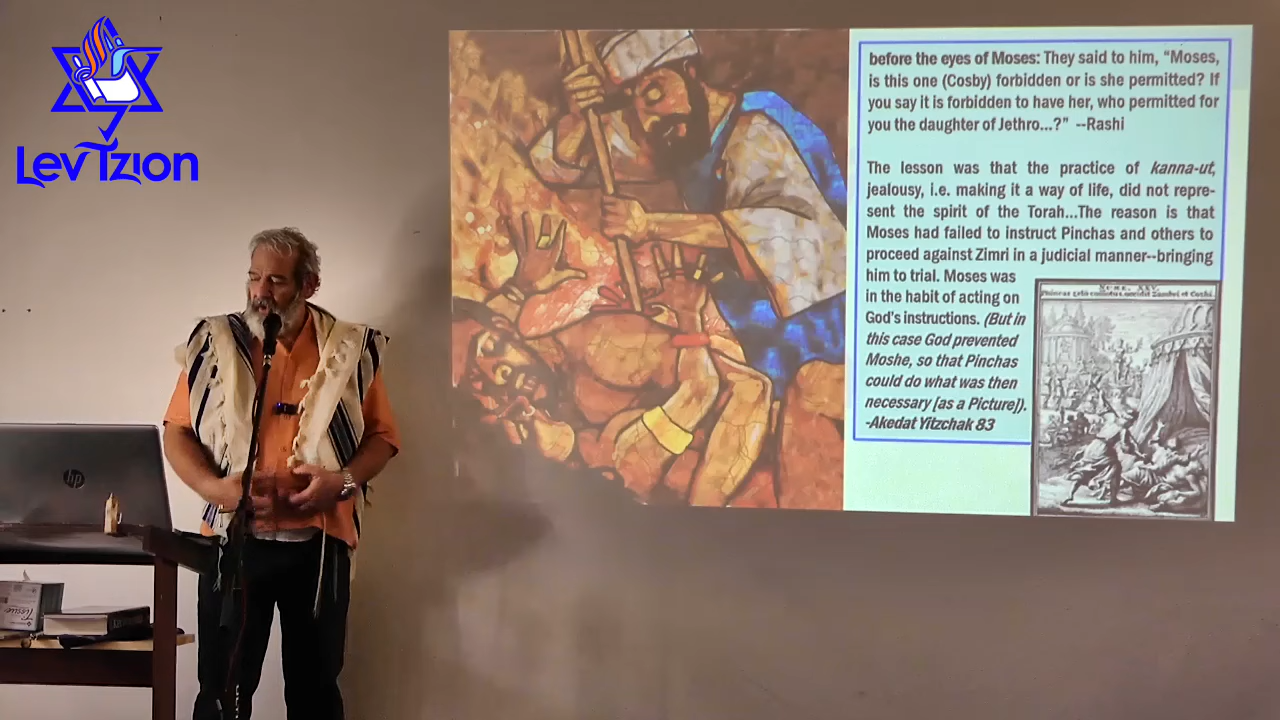 Lev Tzion
hp
before the eyes of Moses: They said to him, “Moses,
is this one (Cosby) forbidden or is she permitted? If
you say it is forbidden to have her, who permitted for
you the daughter of Jethro...?” --Rashi
The lesson was that the practice of kanna-ut,
jealousy, i.e. making it a way of life, did not repre-
sent the spirit of the Torah...The reason is that
Moses had failed to instruct Pinchas and others to
proceed against Zimri in a judicial manner--bringing
him to trial. Moses was
in the habit of acting on
God’s instructions. (But in
this case God prevented
Moshe, so that Pinchas
could do what was then
necessary [as a Picture]).
-Akedat Yitzchak 83
NUME. XXV.